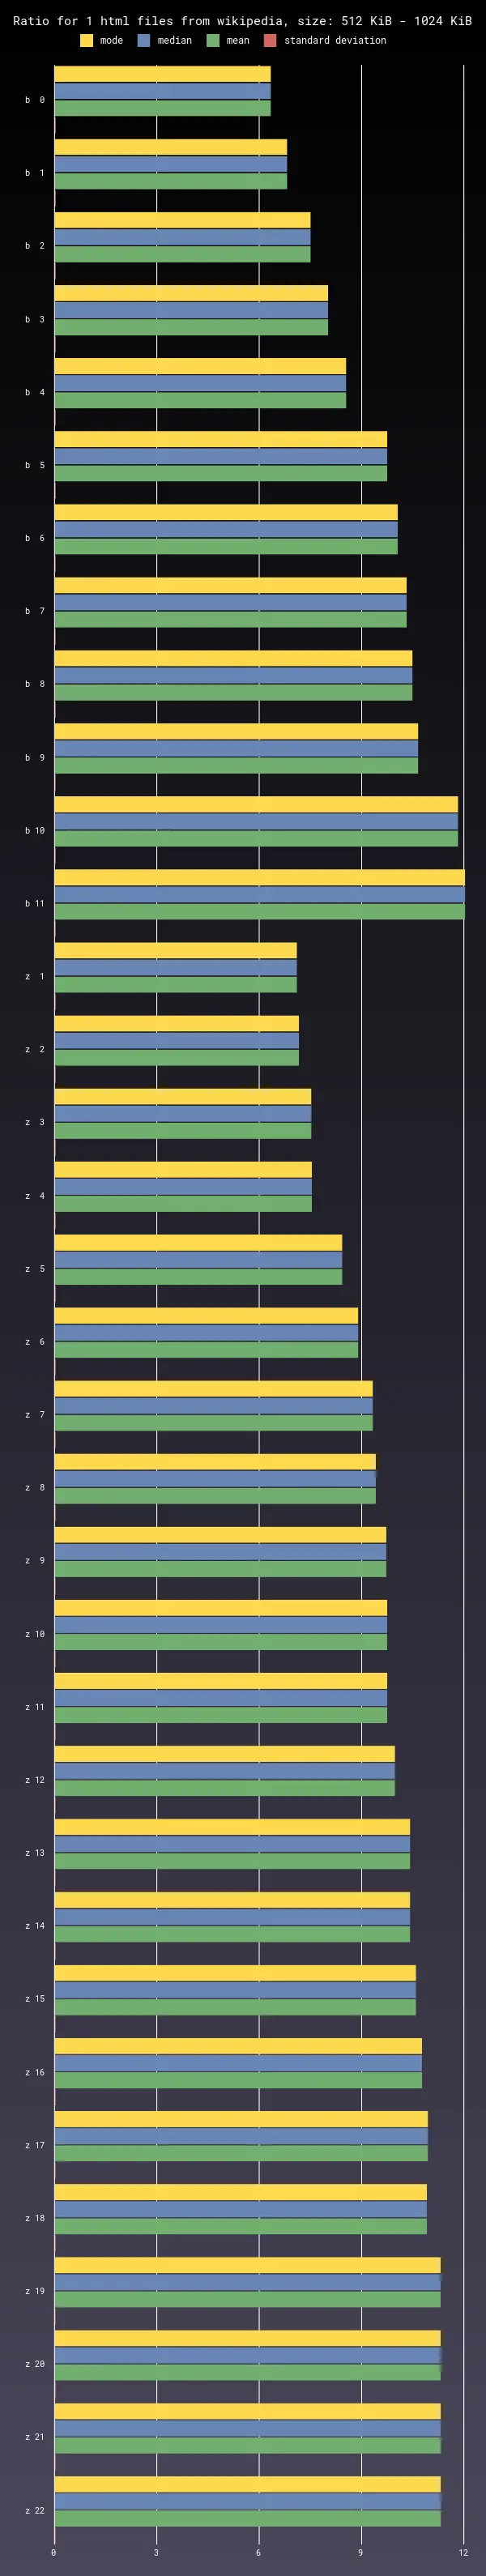 Ratio for 1 html files from wikipedia, size: 512 KiB - 1024 KiB
mode median mean standard deviation
b 0
b 1
b 2
b 3
b 4
b 5
b 6
b 7
b 8
b 9
b 10
b 11
z 1
z 2
z 3
z 4
z 5
z 6
z 7
z 8
z 9
z 10
z 11
z 12
z 13
z 14
z 15
z 16
z 17
z 18
z 19
z 20
z 21
z 22
0 3 6 9 12